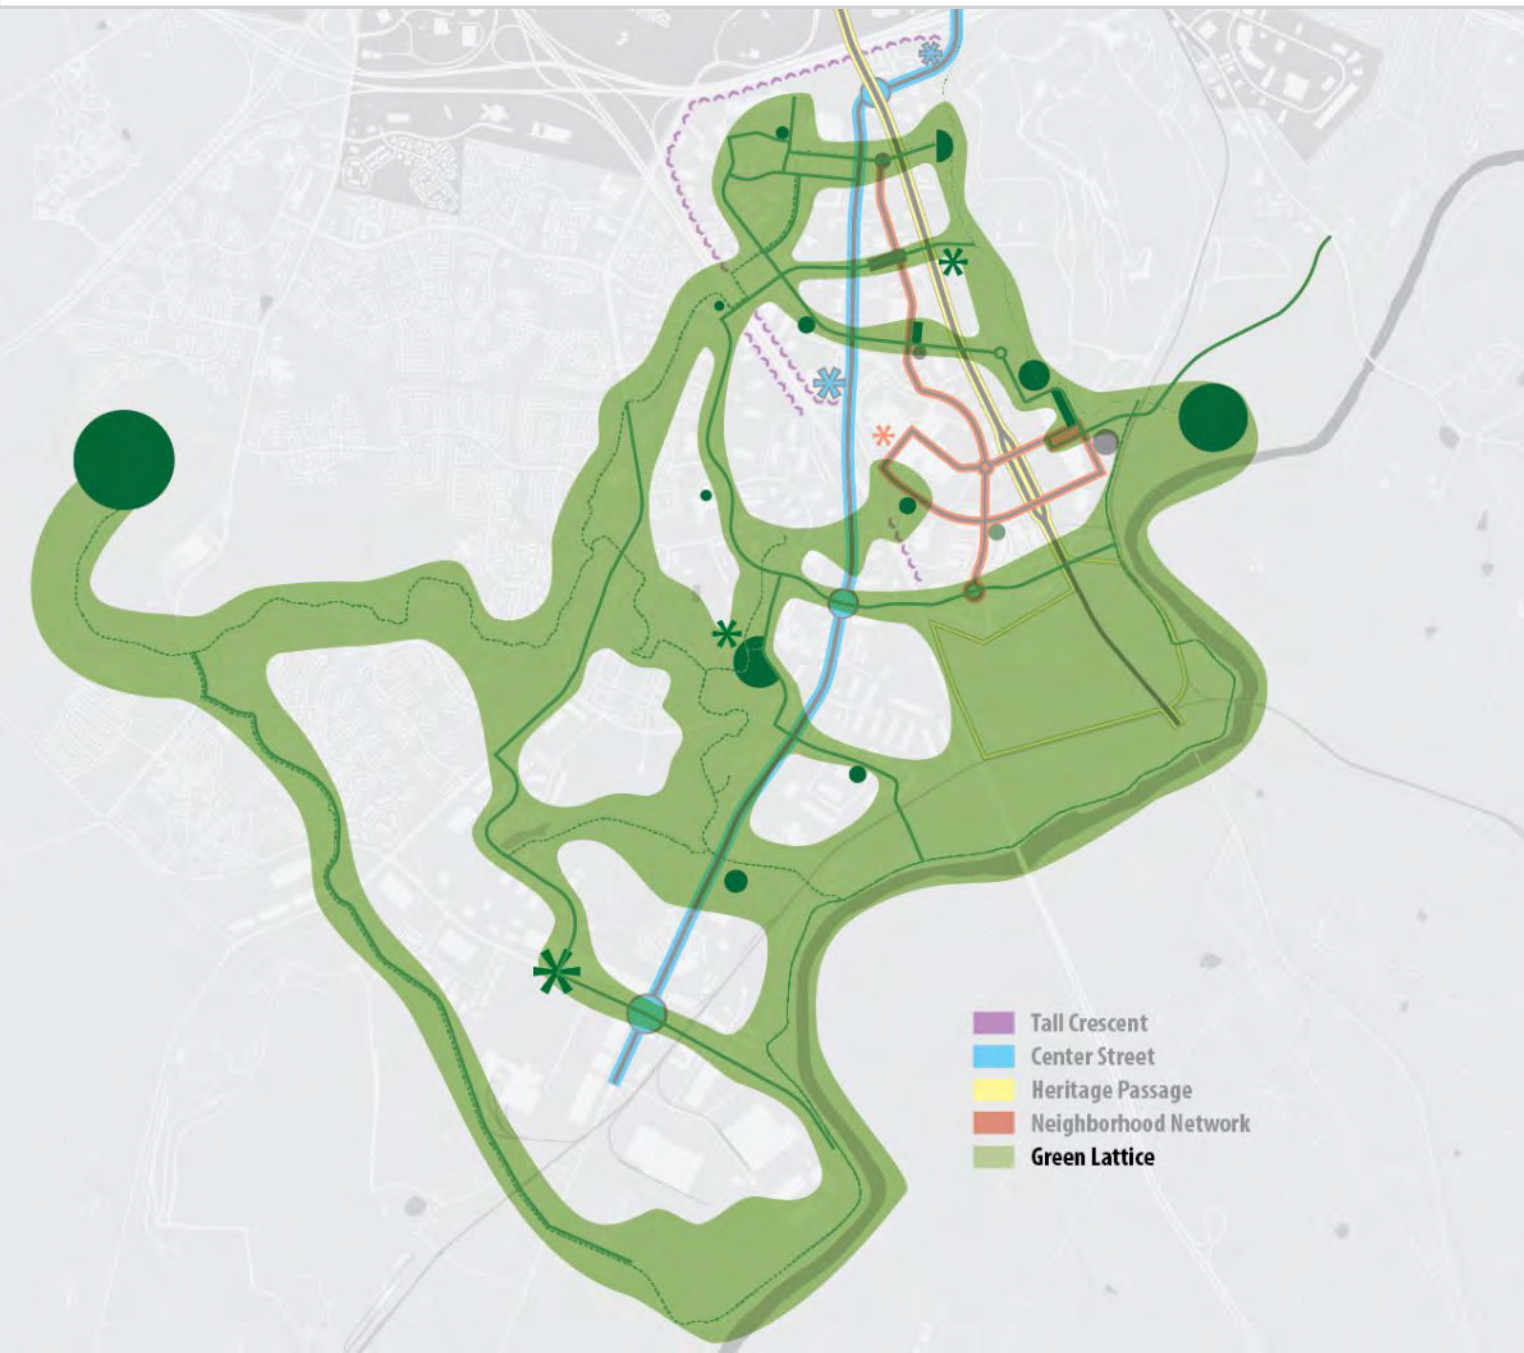 Tall Crescent
Center Street
Heritage Passage
Neighborhood Network
Green Lattice